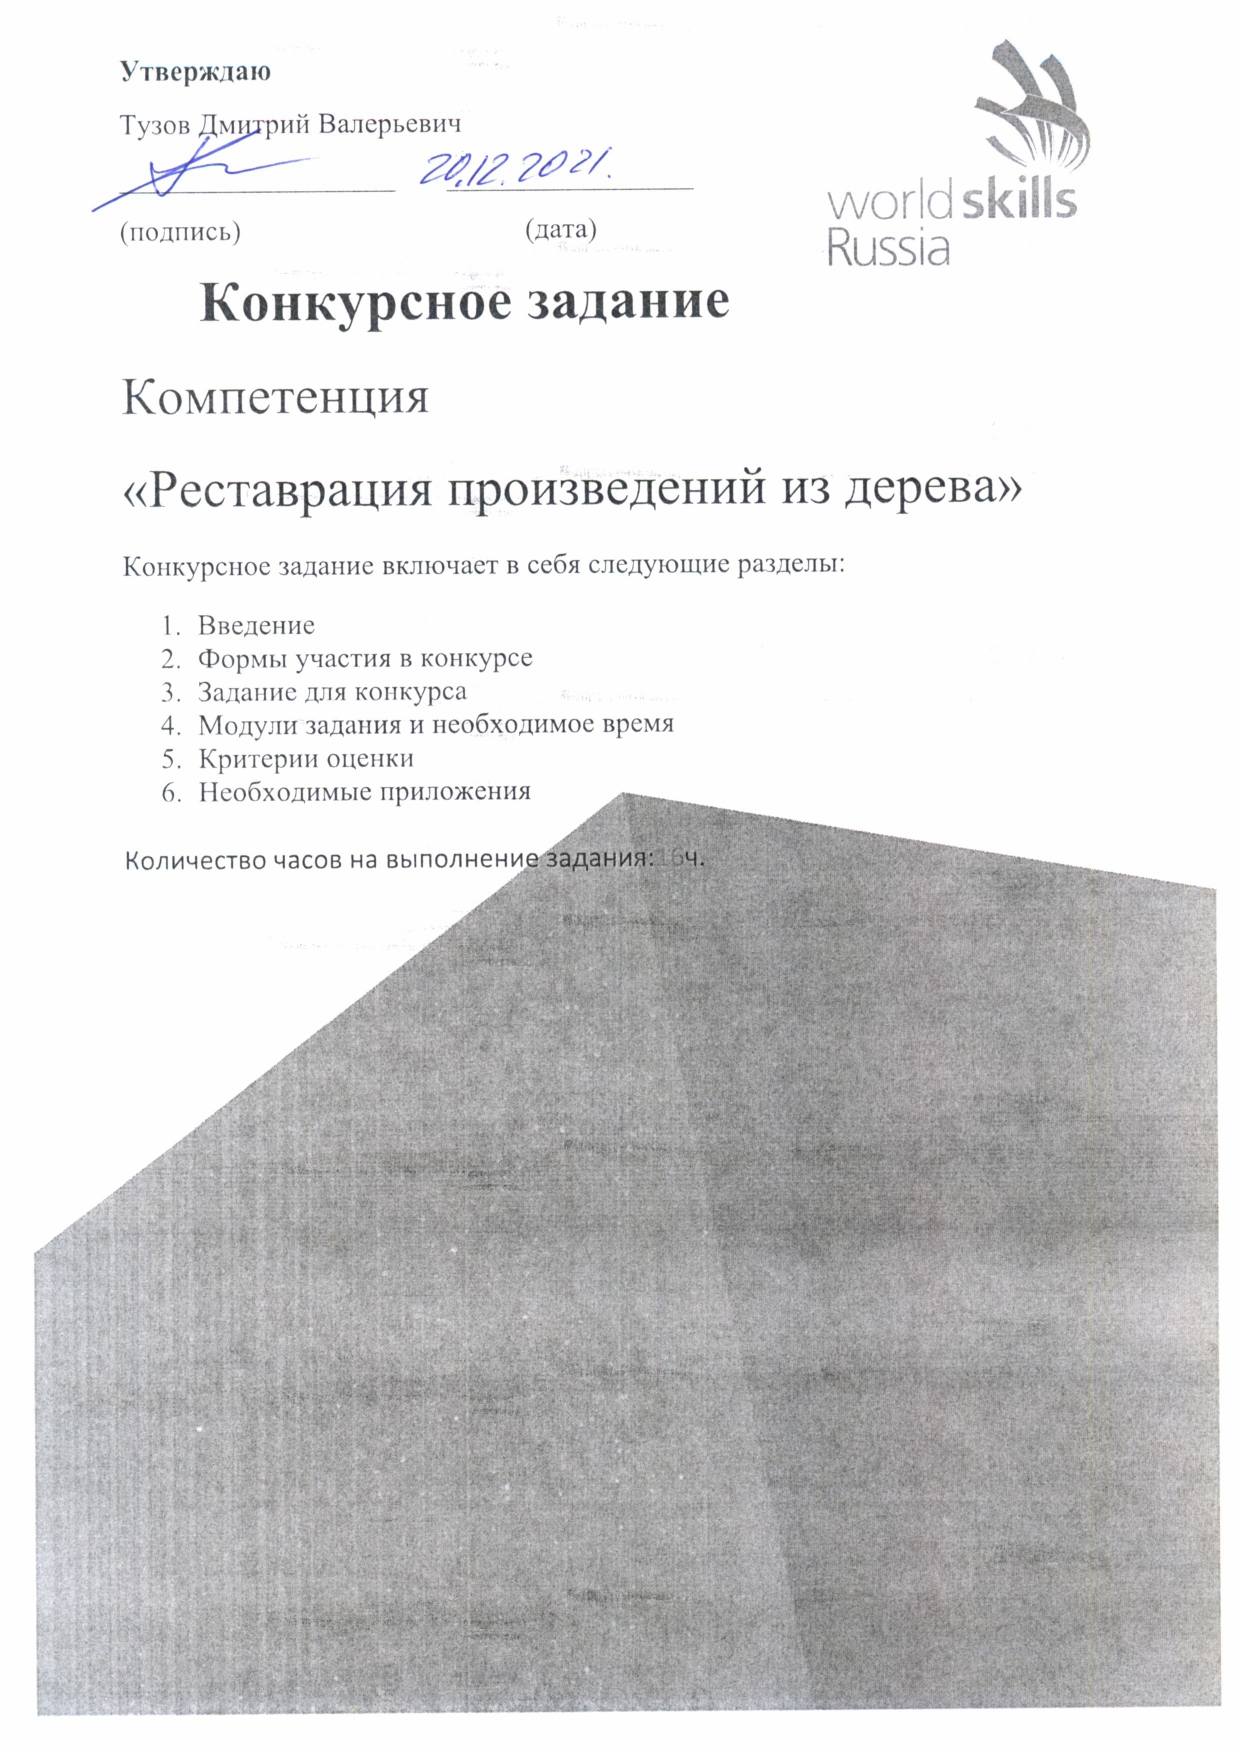 Утверждаю
Тузов Дмитрий Валерьевич
20.12.2021.
(подпись) (дата)
world skills
Russia
Конкурсное задание
Компетенция
«Реставрация произведений из дерева»
Конкурсное задание включает в себя следующие разделы:
1. Введение
2. Формы участия в конкурсе
3. Задание для конкурса
4. Модули задания и необходимое время
5. Критерии оценки
6. Необходимые приложения
Количество часов на выполнение задания: 16ч.